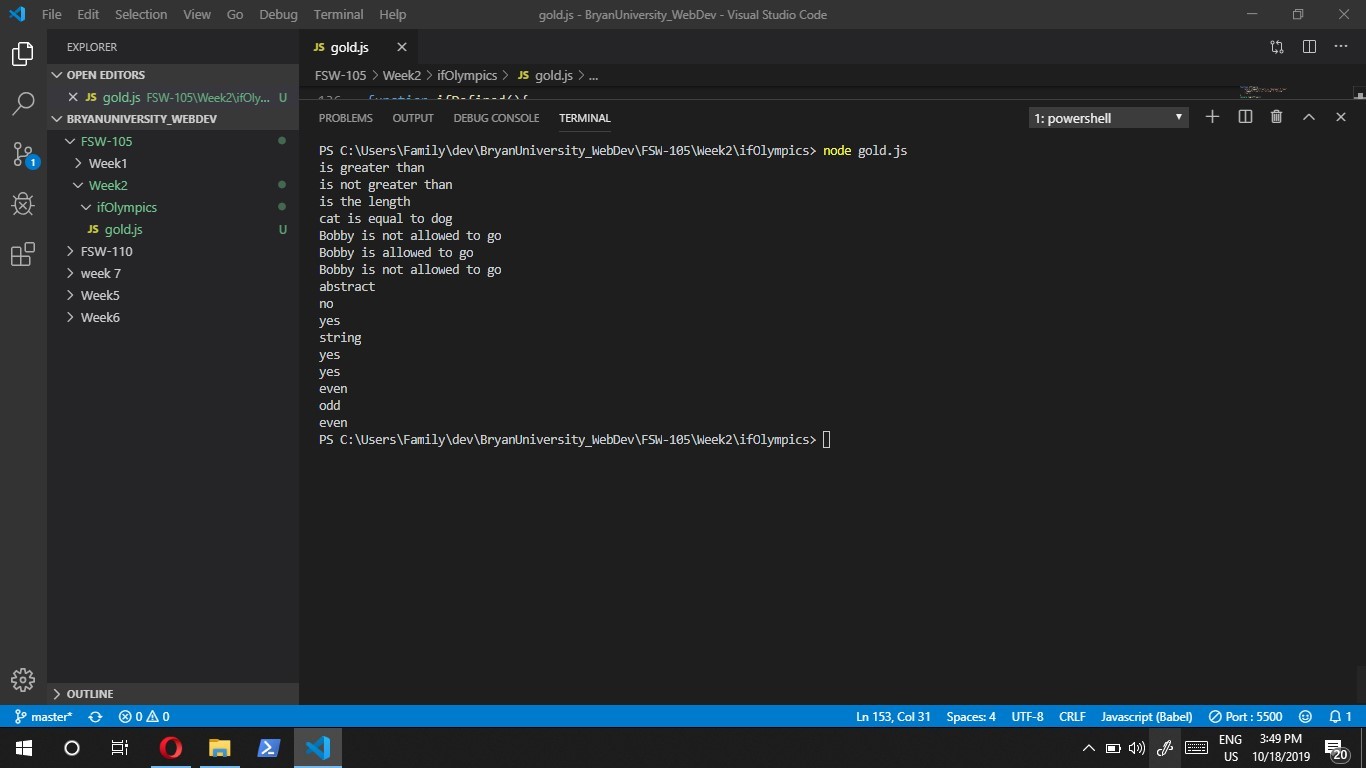 File Edit Selection View Go Debug Terminal Help
gold.js - BryanUniversity_WebDev - Visual Studio Code
EXPLORER
OPEN EDITORS
JS gold.js FSW-105\Week2\ifOly... U
BRYANUNIVERSITY_WEBDEV
FSW-105
Week1
Week2
ifOlympics
JS gold.js U
FSW-110
week 7
Week5
Week6
OUTLINE
1
JS gold.js
FSW-105 > Week2 > ifOlympics > JS gold.js > ...
136 function ifDefined(){
PROBLEMS OUTPUT DEBUG CONSOLE TERMINAL
1: powershell
PS C:\Users\Family\dev\BryanUniversity_WebDev\FSW-105\Week2\ifOlympics> node gold.js
is greater than
is not greater than
is the length
cat is equal to dog
Bobby is not allowed to go
Bobby is allowed to go
Bobby is not allowed to go
abstract
no
yes
string
yes
yes
even
odd
even
PS C:\Users\Family\dev\BryanUniversity_WebDev\FSW-105\Week2\ifOlympics>
master* 0 0
Ln 153, Col 31 Spaces: 4 UTF-8 CRLF Javascript (Babel) Port : 5500 1
ENG
US
3:49 PM
10/18/2019
20